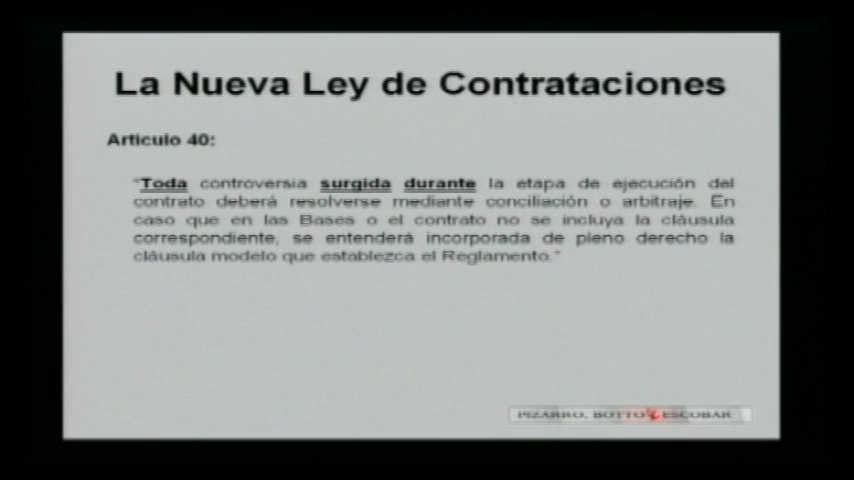 La Nueva Ley de Contrataciones
Articulo 40:
"Toda controversia surgida durante la etapa de ejecución del
contrato deberá resolverse mediante conciliación o arbitraje. En
caso que en las Bases o el contrato no se incluya la cláusula
correspondiente, se entenderá incorporada de pleno derecho la
cláusula modelo que establezca el Reglamento."
PIZARRO, BOTTO & ESCOBAR